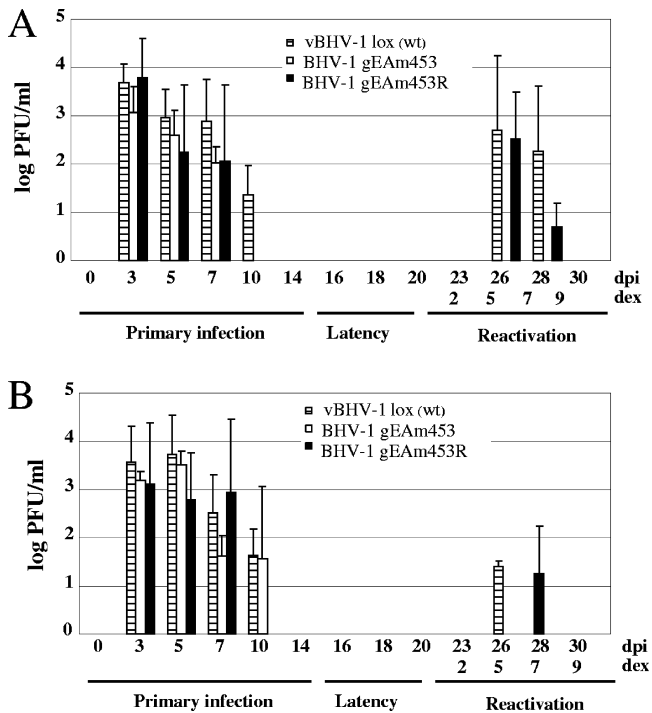 A
5
4
3
2
1
0
log PFU/ml
vBHV-1 lox (wt)
BHV-1 gEAm453
BHV-1 gEAm453R
0 3 5 7 10 14 16 18 20 23 26 28 30 dpi
2 5 7 9 dex
Primary infection Latency Reactivation
B
5
4
3
2
1
0
log PFU/ml
vBHV-1 lox (wt)
BHV-1 gEAm453
BHV-1 gEAm453R
0 3 5 7 10 14 16 18 20 23 26 28 30 dpi
2 5 7 9 dex
Primary infection Latency Reactivation